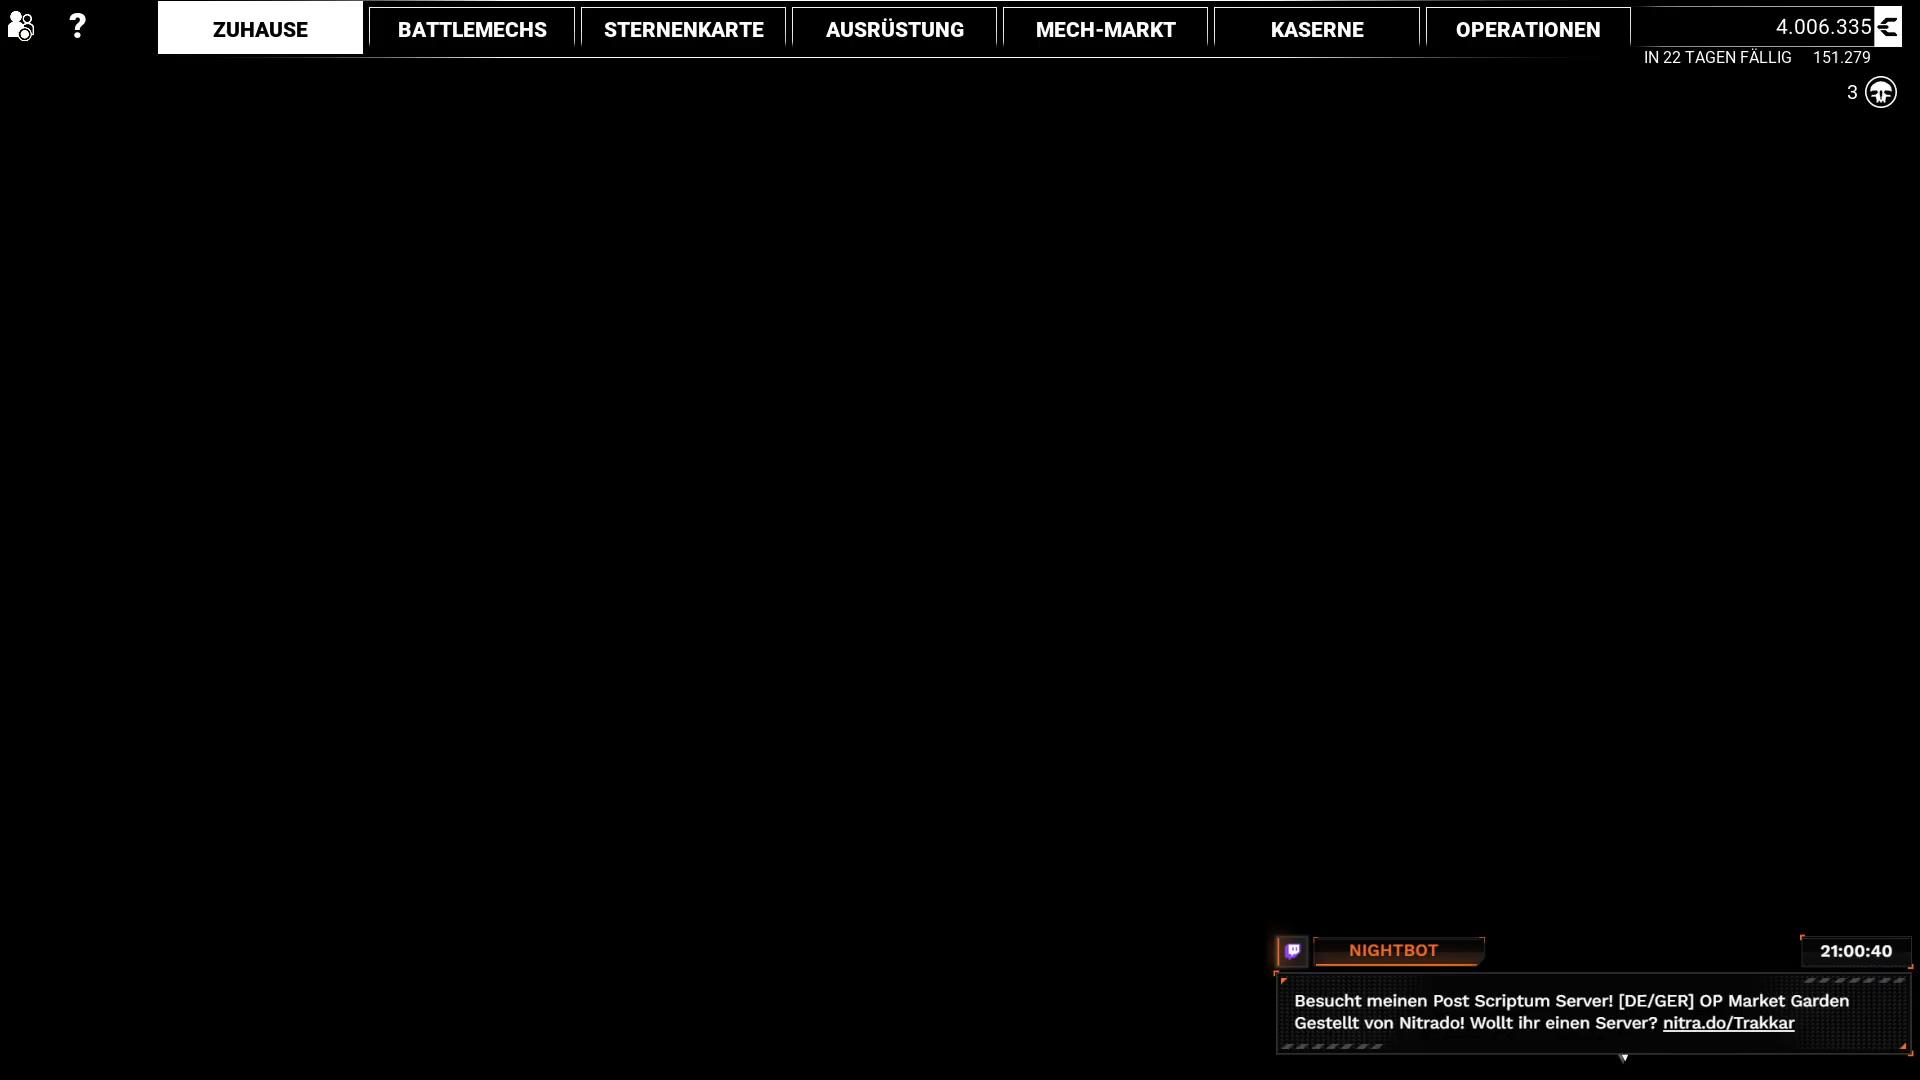 ? ZUHAUSE BATTLEMECHS STERNENKARTE AUSRÜSTUNG MECH-MARKT KASERNE OPERATIONEN 4.006.335
IN 22 TAGEN FÄLLIG 151.279
3
NIGHTBOT 21:00:40
Besucht meinen Post Scriptum Server! [DE/GER] OP Market Garden
Gestellt von Nitrado! Wollt ihr einen Server? nitra.do/Trakkar